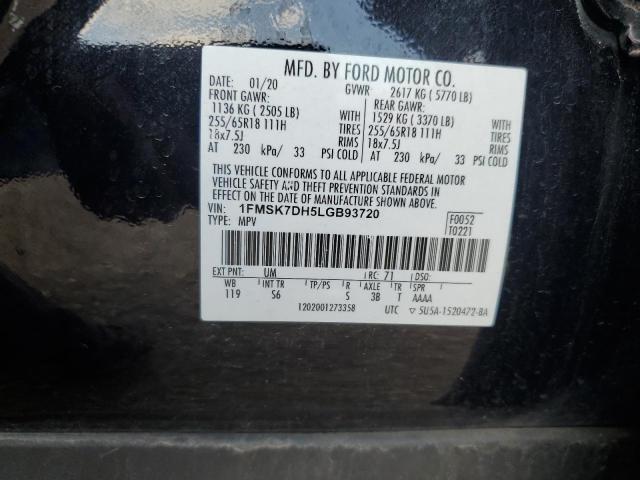 MFD. BY FORD MOTOR CO.
DATE: 01/20 GVWR: 2617 KG ( 5770 LB)
FRONT GAWR: REAR GAWR:
1136 KG ( 2505 LB) 1529 KG ( 3370 LB)
255/65R18 111H TIRES 255/65R18 111H TIRES
18x7.5J RIMS 18x7.5J RIMS
AT 230 kPa/ 33 PSI COLD AT 230 kPa/ 33 PSI COLD
THIS VEHICLE CONFORMS TO ALL APPLICABLE FEDERAL MOTOR
VEHICLE SAFETY AND THEFT PREVENTION STANDARDS IN
EFFECT ON THE DATE OF MANUFACTURE SHOWN ABOVE.
VIN: 1FMSK7DH5LGB93720 F0052
TYPE: MPV T0221
EXT PNT: UM RC: 71 DSO:
WB INT TR TP/PS R AXLE TR SPR
119 S6 S 3B T AAAA
1202001273358 UTC ▽ 5U5A-1520472-BA